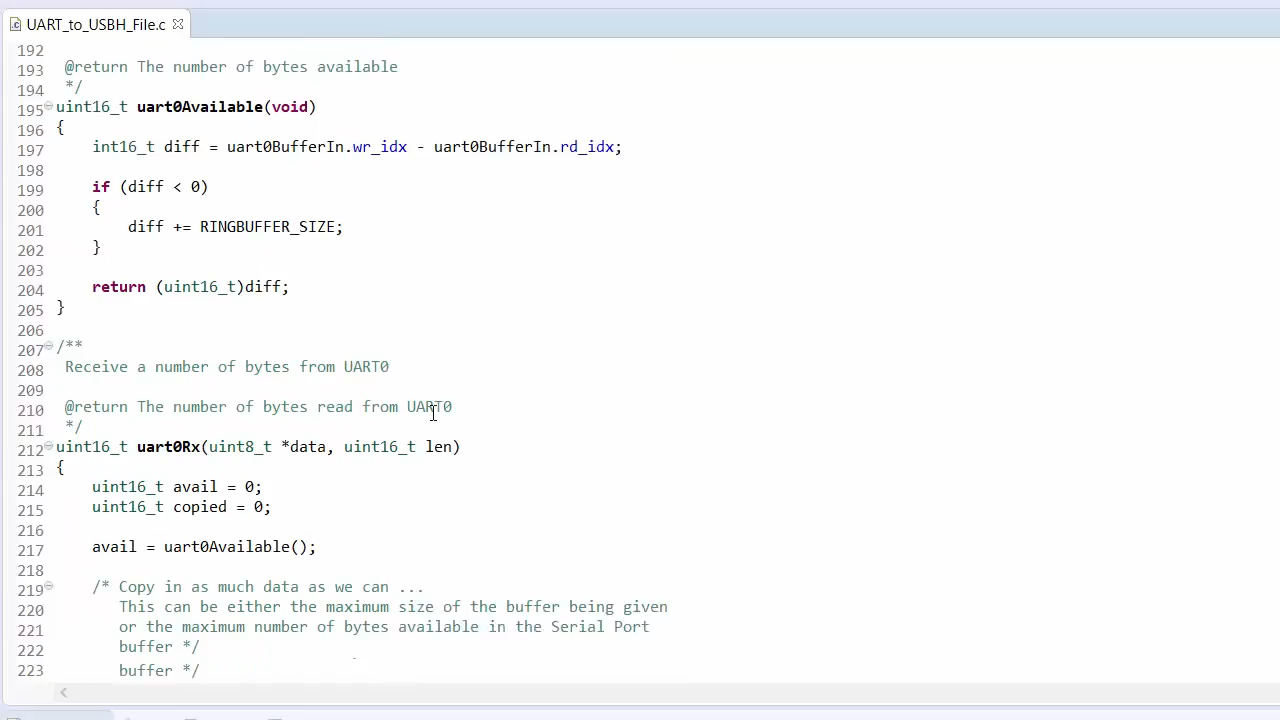 UART_to_USBH_File.c
192
193 @return The number of bytes available
194 */
195 uint16_t uart0Available(void)
196 {
197 int16_t diff = uart0BufferIn.wr_idx - uart0BufferIn.rd_idx;
198
199 if (diff < 0)
200 {
201 diff += RINGBUFFER_SIZE;
202 }
203
204 return (uint16_t)diff;
205 }
206
207 /**
208 Receive a number of bytes from UART0
209
210 @return The number of bytes read from UART0
211 */
212 uint16_t uart0Rx(uint8_t *data, uint16_t len)
213 {
214 uint16_t avail = 0;
215 uint16_t copied = 0;
216
217 avail = uart0Available();
218
219 /* Copy in as much data as we can ...
220 This can be either the maximum size of the buffer being given
221 or the maximum number of bytes available in the Serial Port
222 buffer */
223 buffer */